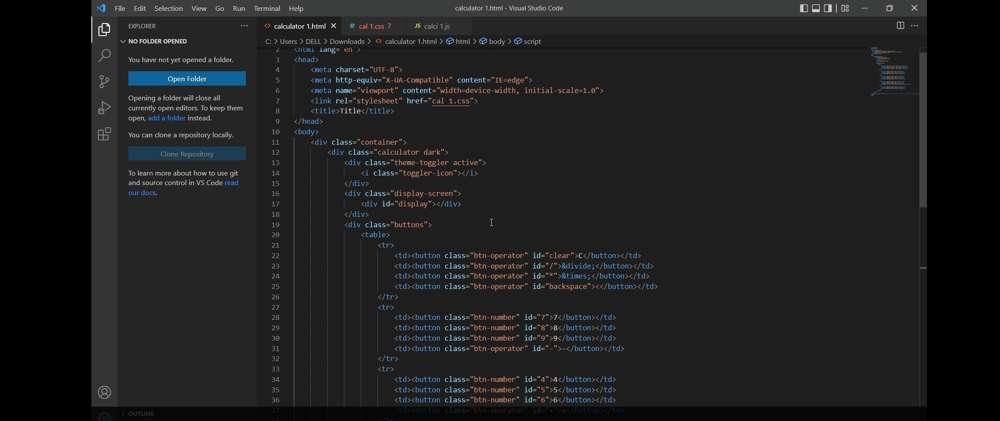 File Edit Selection View Go Run Terminal Help
calculator 1.html - Visual Studio Code
EXPLORER ···
NO FOLDER OPENED
You have not yet opened a folder.
Open Folder
Opening a folder will close all
currently open editors. To keep them
open, add a folder instead.
You can clone a repository locally.
Clone Repository
To learn more about how to use git
and source control in VS Code read
our docs.
OUTLINE
<> calculator 1.html × # cal 1.css 7 JS calci 1.js
C: > Users > DELL > Downloads > <> calculator 1.html > html > body > script
2 <html lang="en">
3 <head>
4 <meta charset="UTF-8">
5 <meta http-equiv="X-UA-Compatible" content="IE=edge">
6 <meta name="viewport" content="width=device-width, initial-scale=1.0">
7 <link rel="stylesheet" href="cal 1.css">
8 <title>Title</title>
9 </head>
10 <body>
11 <div class="container">
12 <div class="calculator dark">
13 <div class="theme-toggler active">
14 <i class="toggler-icon"></i>
15 </div>
16 <div class="display-screen">
17 <div id="display"></div>
18 </div>
19 <div class="buttons">
20 <table>
21 <tr>
22 <td><button class="btn-operator" id="clear">C</button></td>
23 <td><button class="btn-operator" id="/">&divide;</button></td>
24 <td><button class="btn-operator" id="*">&times;</button></td>
25 <td><button class="btn-operator" id="backspace"><</button></td>
26 </tr>
27 <tr>
28 <td><button class="btn-number" id="7">7</button></td>
29 <td><button class="btn-number" id="8">8</button></td>
30 <td><button class="btn-number" id="9">9</button></td>
31 <td><button class="btn-operator" id="-">-</button></td>
32 </tr>
33 <tr>
34 <td><button class="btn-number" id="4">4</button></td>
35 <td><button class="btn-number" id="5">5</button></td>
36 <td><button class="btn-number" id="6">6</button></td>
37 <td><button class="btn-operator" id="+">+</button></td>
38 </tr>